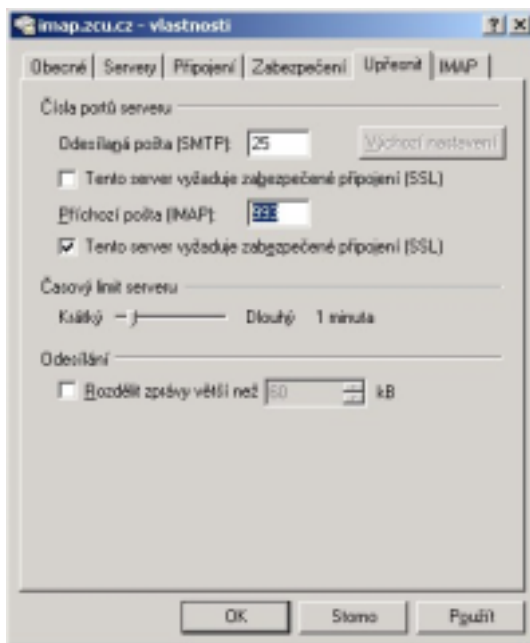 imap.zcu.cz - vlastnosti
Obecné Servery Připojení Zabezpečení Upřesnit IMAP
Čísla portů serveru
Odesílaná pošta (SMTP): 25 Výchozí nastavení
Tento server vyžaduje zabezpečené připojení (SSL)
Příchozí pošta (IMAP): 993
Tento server vyžaduje zabezpečené připojení (SSL)
Časový limit serveru
Krátký Dlouhý 1 minuta
Odesílání
Rozdělit zprávy větší než 60 kB
OK Storno Použít